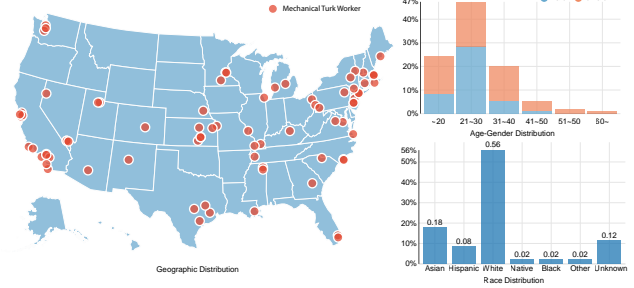 Mechanical Turk Worker
Geographic Distribution
47%
40%
30%
20%
10%
0%
~20
21~30
31~40
41~50
51~50
50~
Age-Gender Distribution
56%
50%
40%
30%
20%
10%
0%
0.18
0.08
0.56
0.02
0.02
0.02
0.12
Asian
Hispanic
White
Native
Black
Other
Unknown
Race Distribution